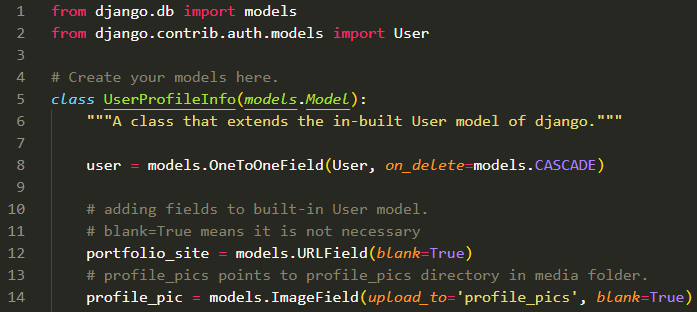 1 from django.db import models
2 from django.contrib.auth.models import User
3
4 # Create your models here.
5 class UserProfileInfo(models.Model):
6     """A class that extends the in-built User model of django."""
7
8     user = models.OneToOneField(User, on_delete=models.CASCADE)
9
10     # adding fields to built-in User model.
11     # blank=True means it is not necessary
12     portfolio_site = models.URLField(blank=True)
13     # profile_pics points to profile_pics directory in media folder.
14     profile_pic = models.ImageField(upload_to='profile_pics', blank=True)